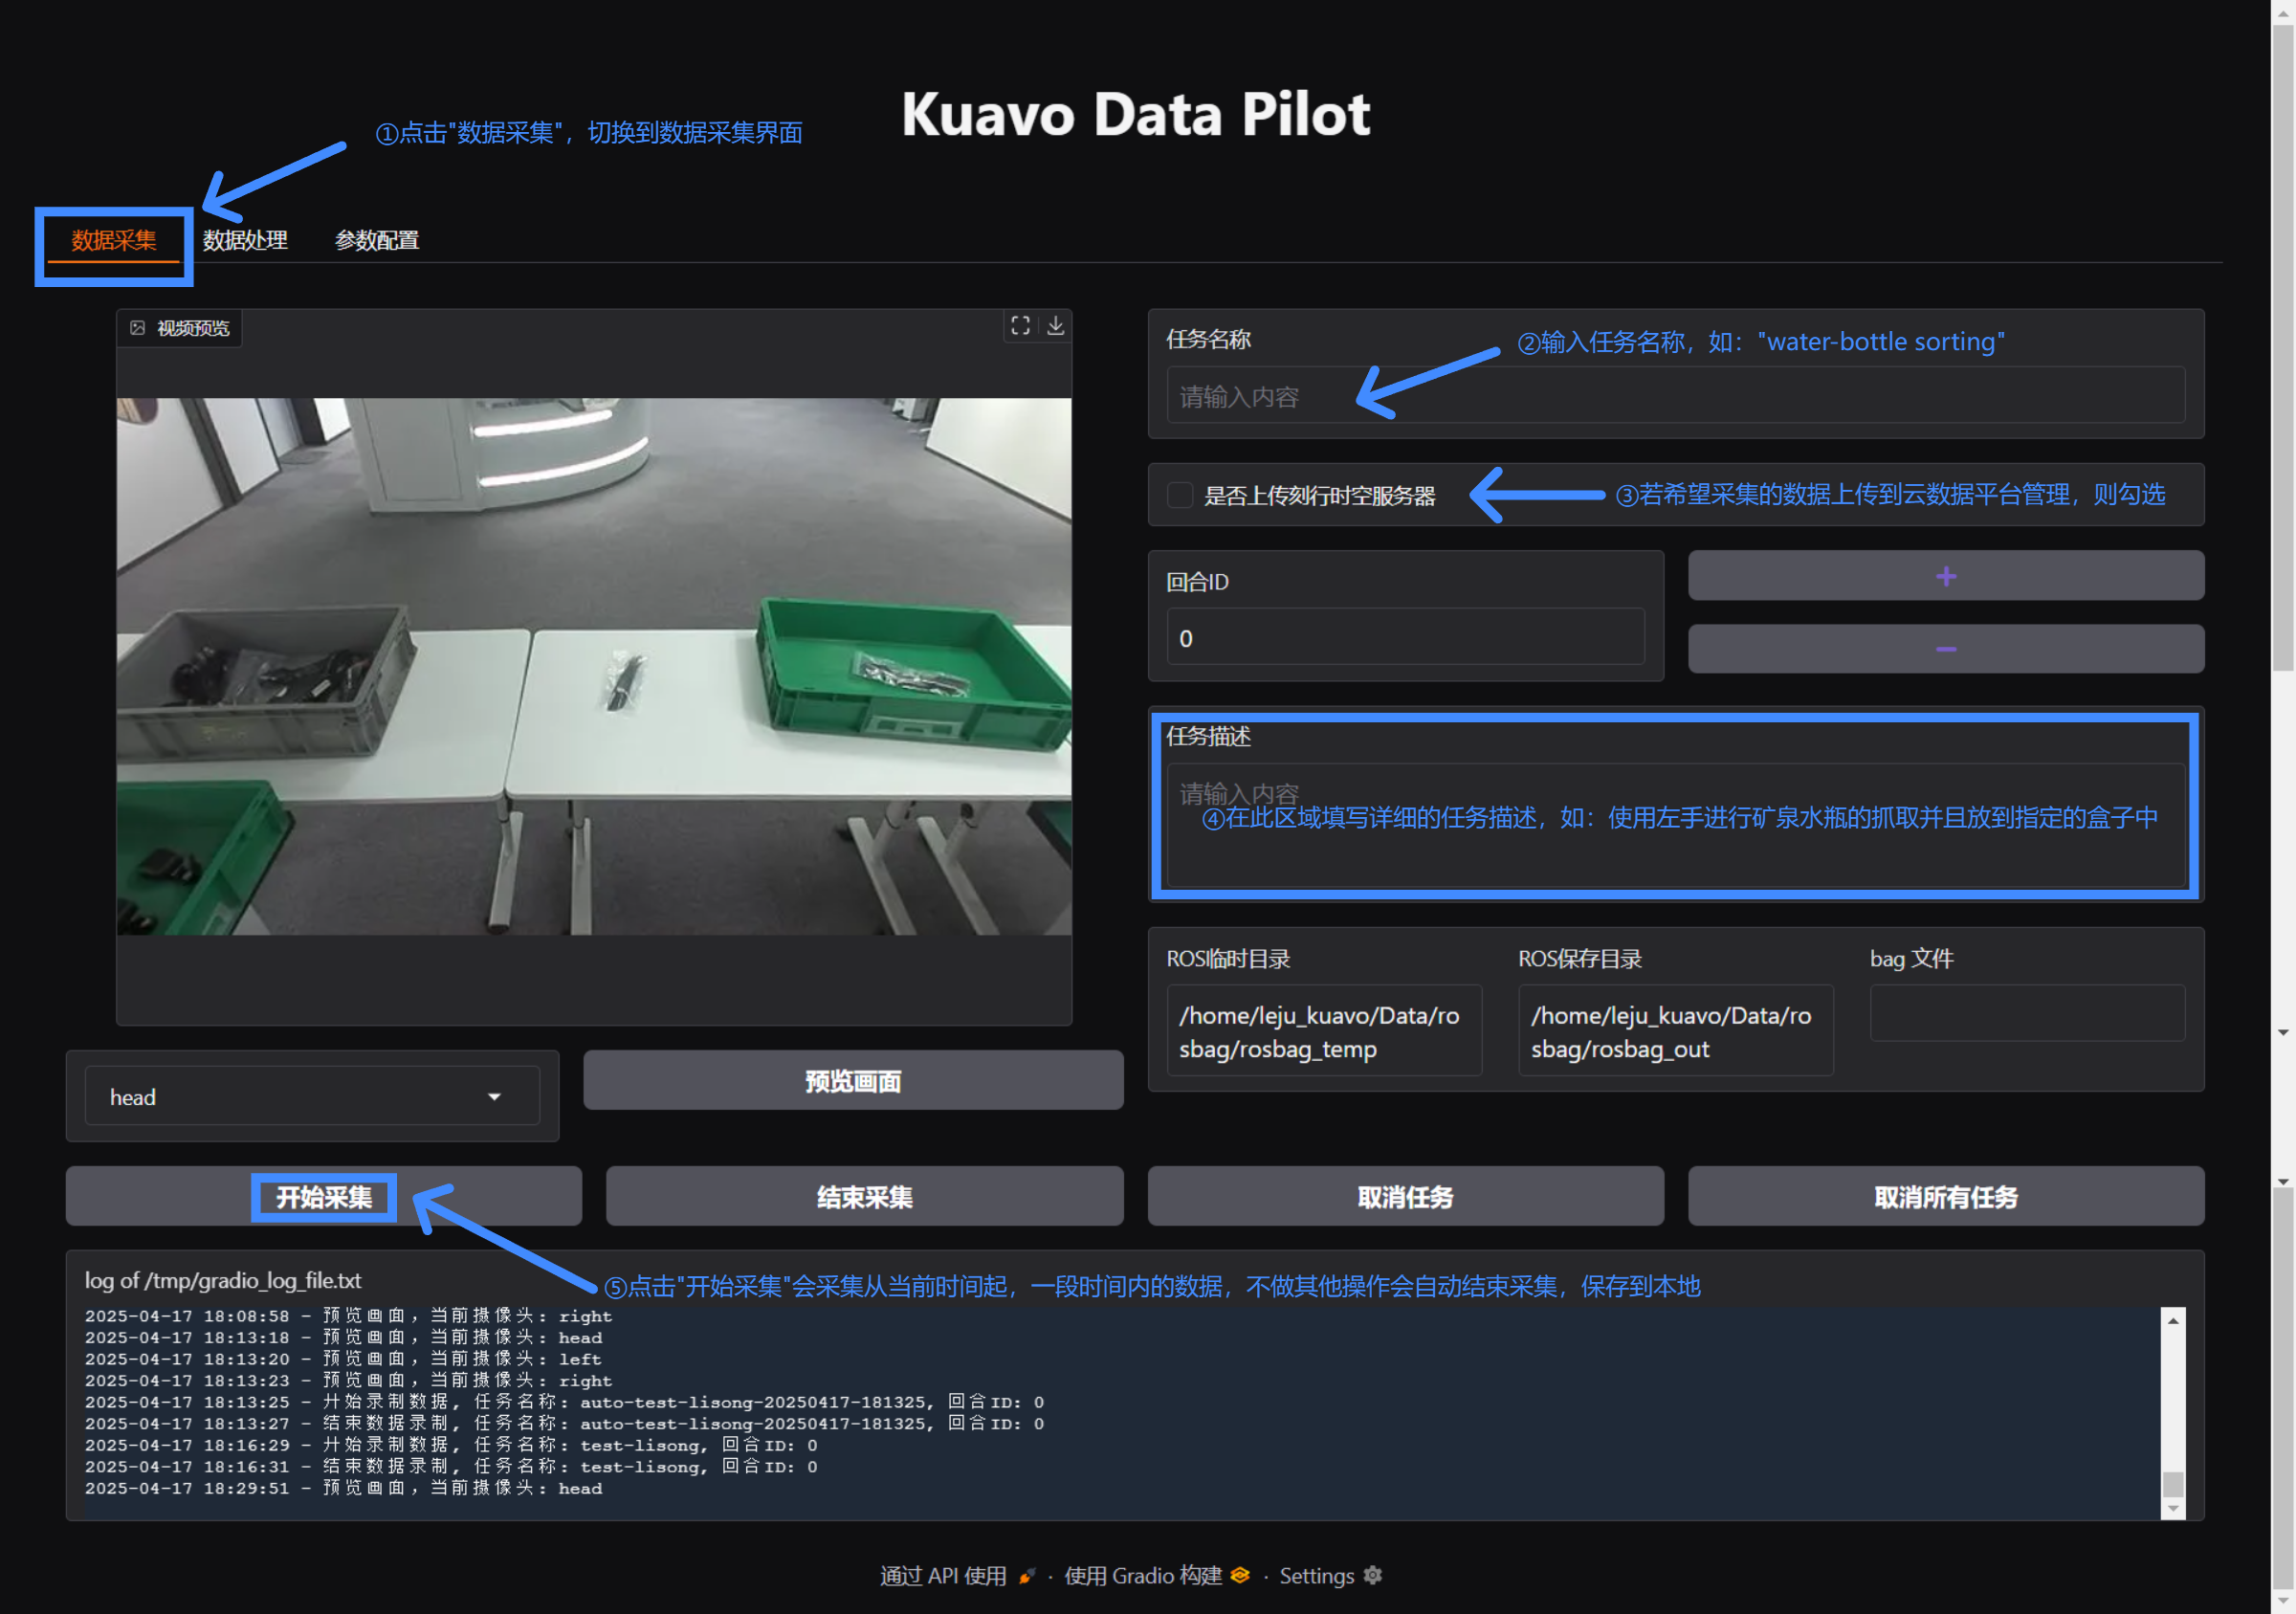 Kuavo Data Pilot
①点击"数据采集"，切换到数据采集界面
数据采集
数据处理
参数配置
视频预览
任务名称
②输入任务名称，如："water-bottle sorting"
请输入内容
是否上传刻行时空服务器
③若希望采集的数据上传到云数据平台管理，则勾选
回合ID
0
+
−
任务描述
请输入内容
④在此区域填写详细的任务描述，如：使用左手进行矿泉水瓶的抓取并且放到指定的盒子中
ROS临时目录
/home/leju_kuavo/Data/ro
sbag/rosbag_temp
ROS保存目录
/home/leju_kuavo/Data/ro
sbag/rosbag_out
bag 文件
head
预览画面
开始采集
结束采集
取消任务
取消所有任务
⑤点击"开始采集"会采集从当前时间起，一段时间内的数据，不做其他操作会自动结束采集，保存到本地
log of /tmp/gradio_log_file.txt
2025-04-17 18:08:58 - 预览画面，当前摄像头: right
2025-04-17 18:13:18 - 预览画面，当前摄像头: head
2025-04-17 18:13:20 - 预览画面，当前摄像头: left
2025-04-17 18:13:23 - 预览画面，当前摄像头: right
2025-04-17 18:13:25 - 开始录制数据, 任务名称: auto-test-lisong-20250417-181325, 回合ID: 0
2025-04-17 18:13:27 - 结束数据录制, 任务名称: auto-test-lisong-20250417-181325, 回合ID: 0
2025-04-17 18:16:29 - 开始录制数据, 任务名称: test-lisong, 回合ID: 0
2025-04-17 18:16:31 - 结束数据录制, 任务名称: test-lisong, 回合ID: 0
2025-04-17 18:29:51 - 预览画面，当前摄像头: head
通过 API 使用 · 使用 Gradio 构建 · Settings